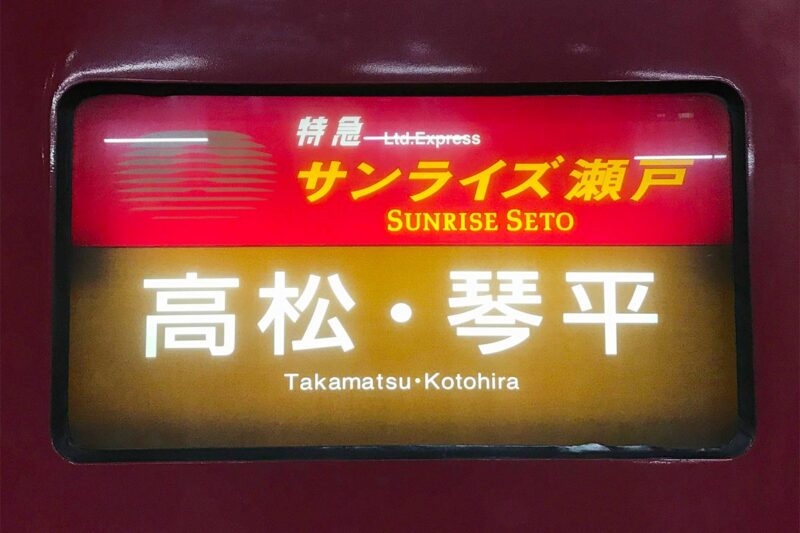 特急 Ltd.Express
サンライズ瀬戸
SUNRISE SETO
高松・琴平
Takamatsu・Kotohira